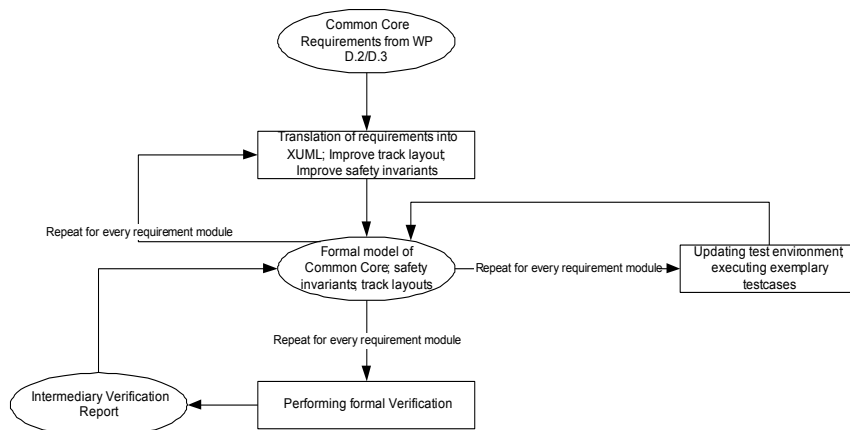 Common Core
Requirements from WP
D.2/D.3
Translation of requirements into
XUML; Improve track layout;
Improve safety invariants
Repeat for every requirement module
Formal model of
Common Core; safety
invariants; track layouts
Repeat for every requirement module
Updating test environment;
executing exemplary
testcases
Repeat for every requirement module
Intermediary Verification
Report
Performing formal Verification